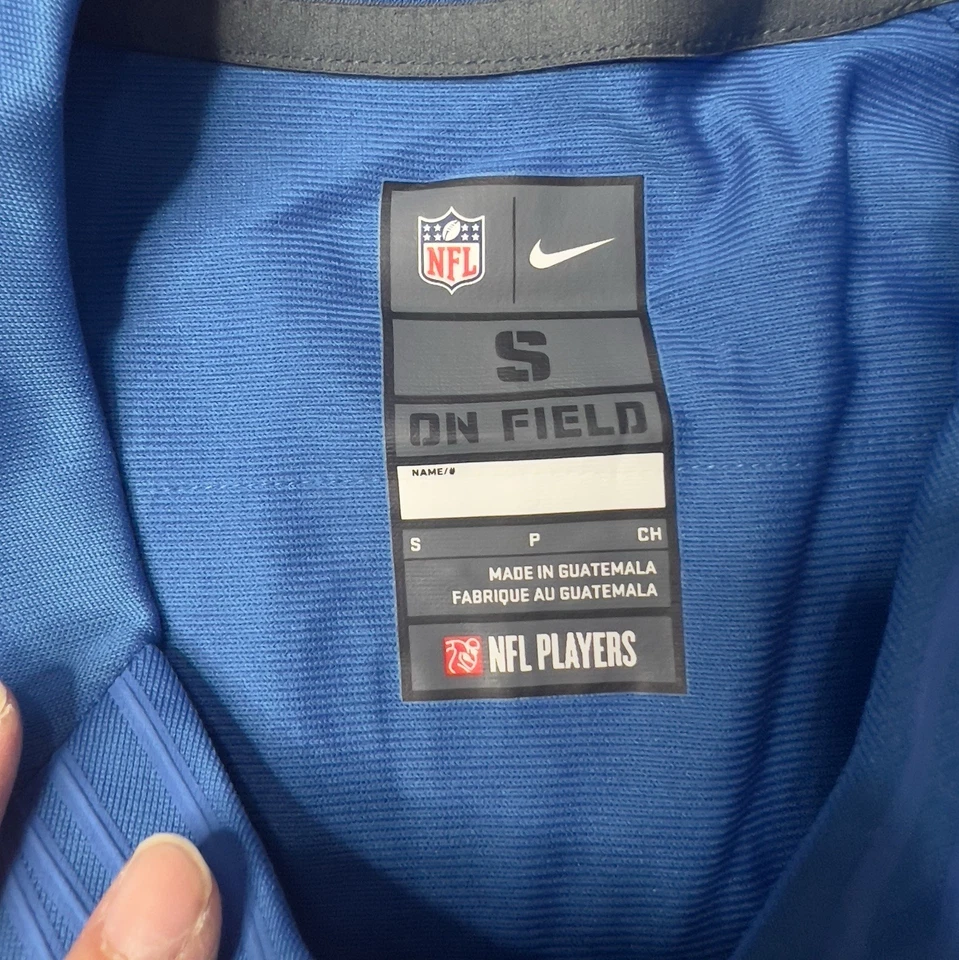 NFL
S
ON FIELD
NAME/#
S P CH
MADE IN GUATEMALA
FABRIQUE AU GUATEMALA
NFL PLAYERS